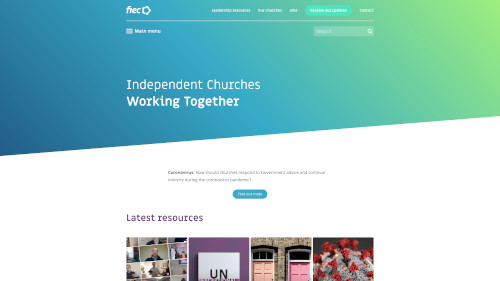 fiec
Leadership resources Our churches Jobs Receive our updates Contact
Main menu
Search
Independent Churches
Working Together
Coronavirus: How should churches respond to Government advice and continue
ministry during the coronavirus pandemic?
Find out more
Latest resources
UN